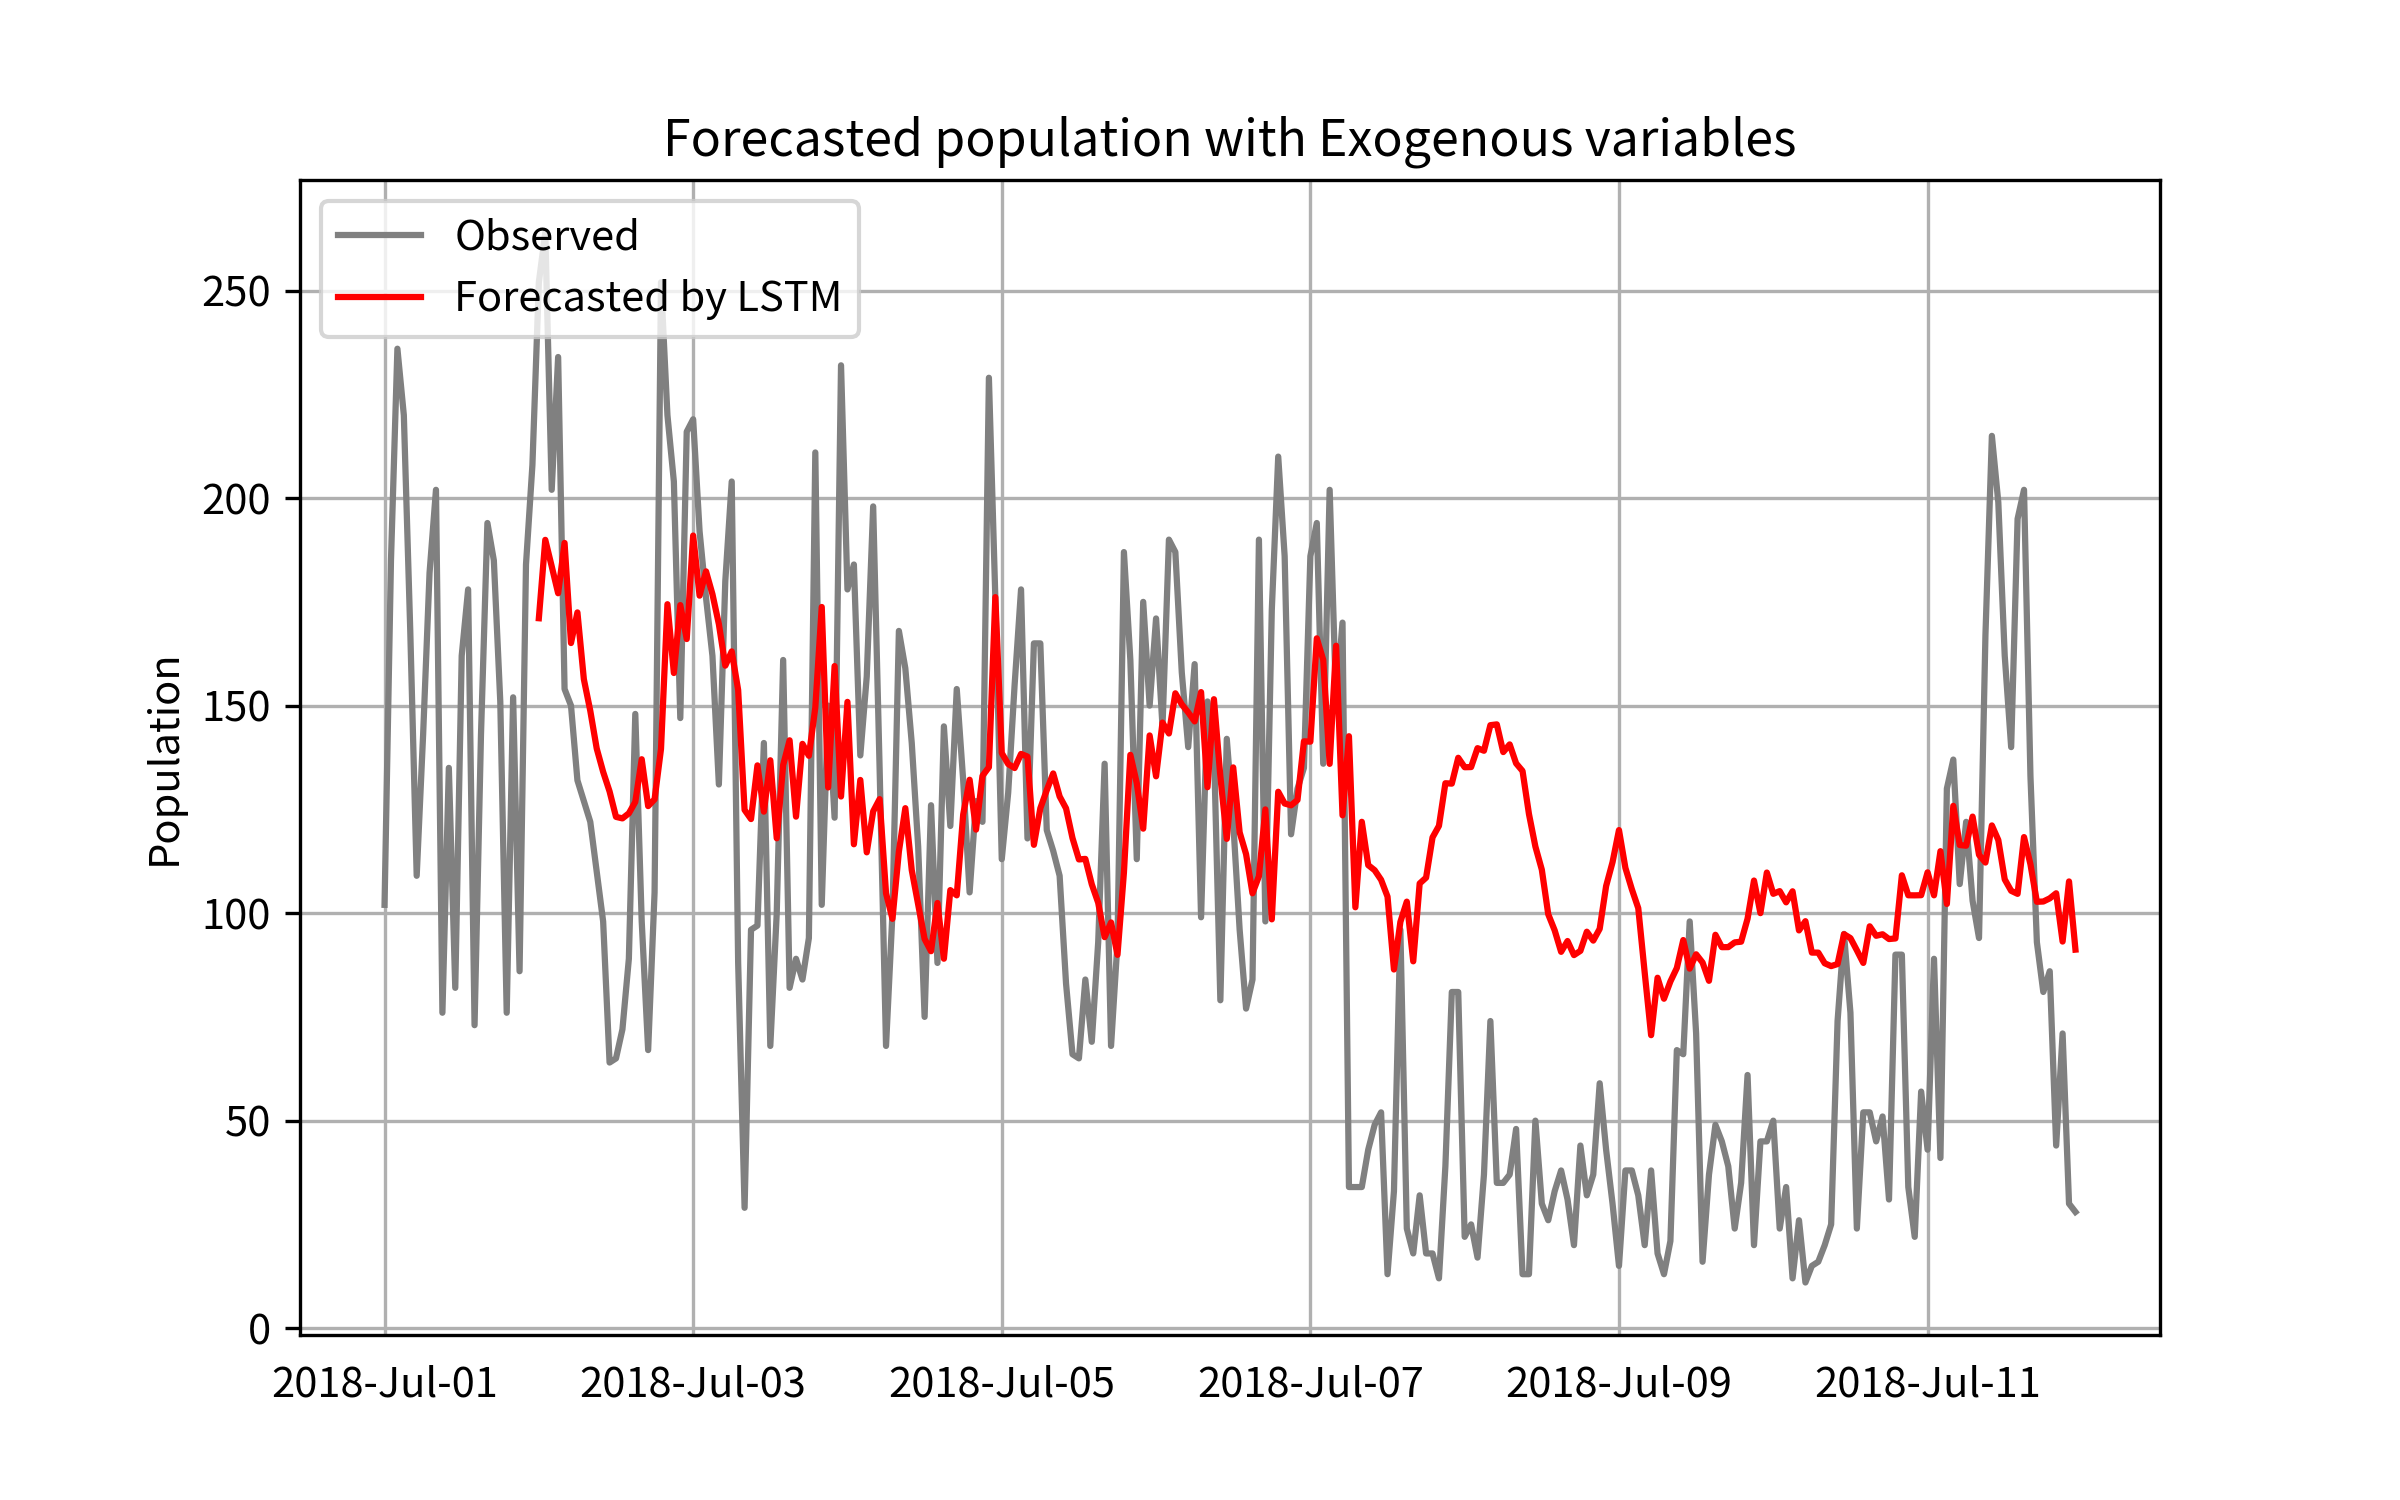 Forecasted population with Exogenous variables
Observed
Forecasted by LSTM
Population
250
200
150
100
50
0
2018-Jul-01 2018-Jul-03 2018-Jul-05 2018-Jul-07 2018-Jul-09 2018-Jul-11